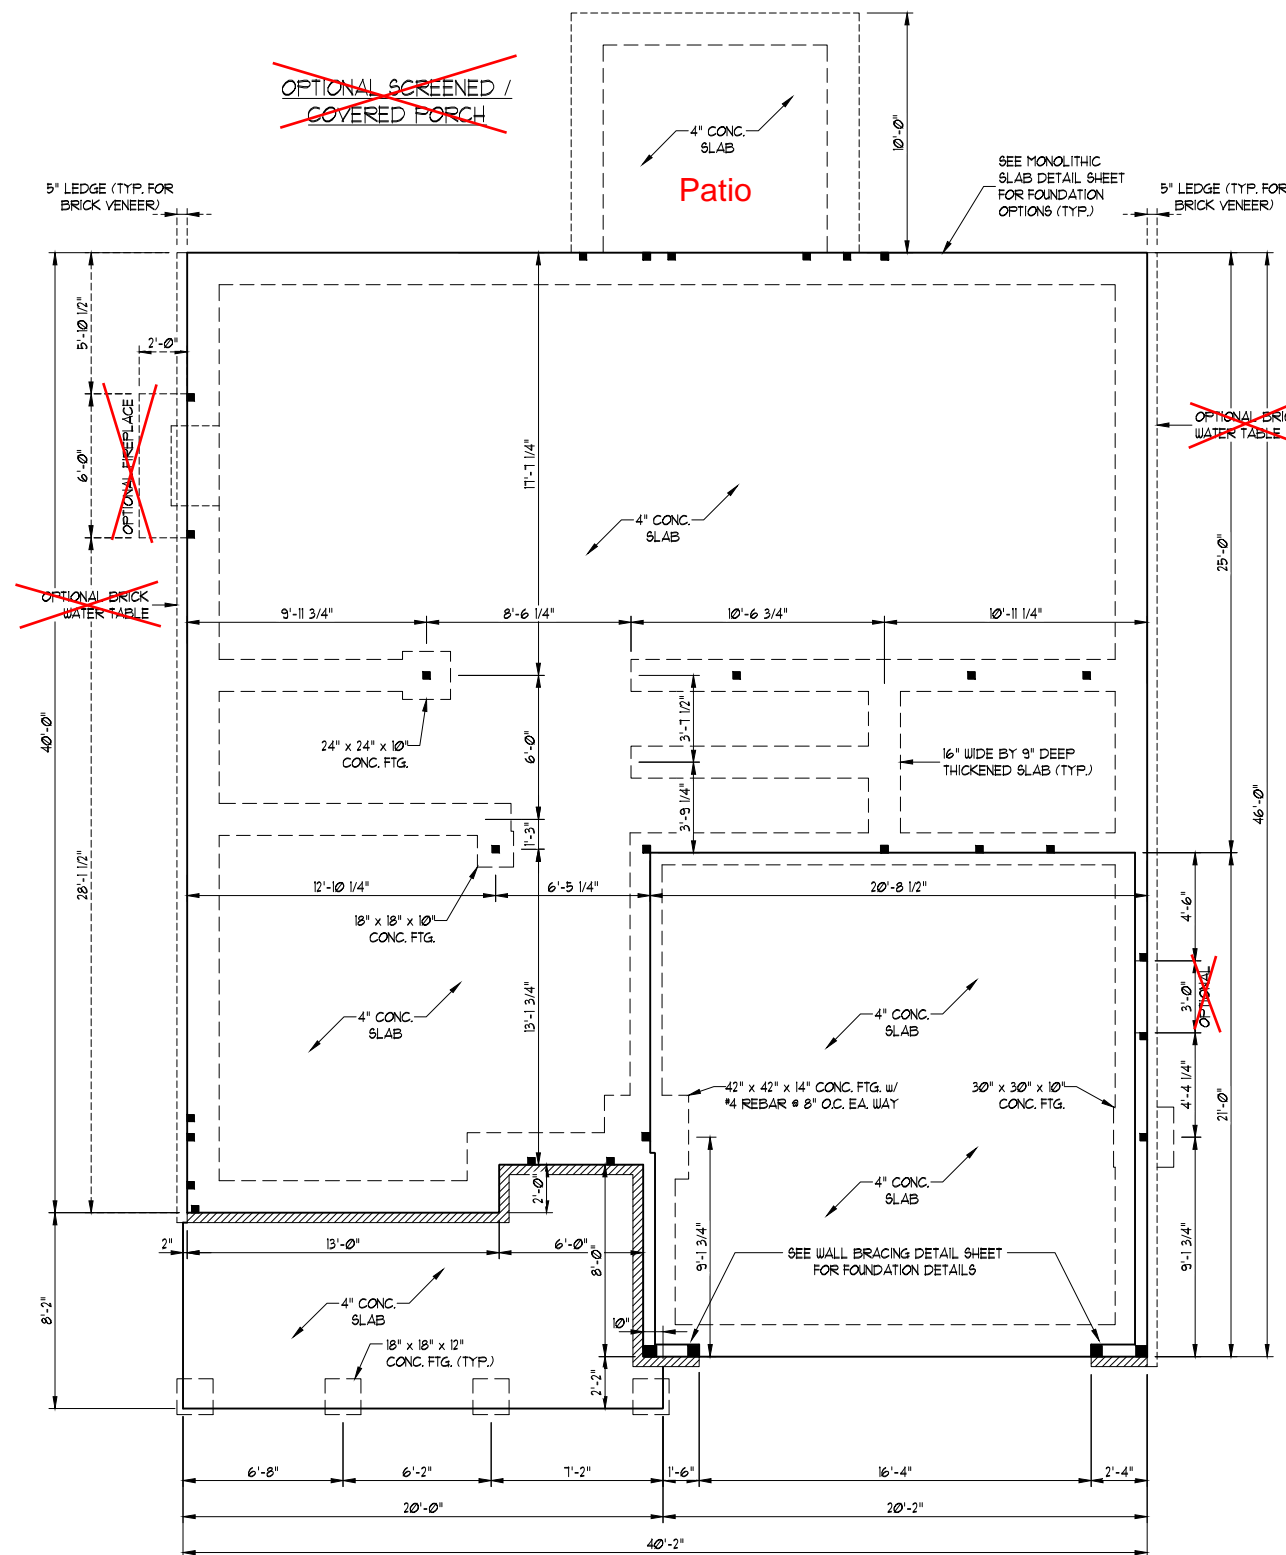 OPTIONAL SCREENED /
COVERED PORCH
4" CONC.
SLAB
Patio
10'-0"
SEE MONOLITHIC
SLAB DETAIL SHEET
FOR FOUNDATION
OPTIONS (TYP.)
5" LEDGE (TYP. FOR
BRICK VENEER)
5" LEDGE (TYP. FOR
BRICK VENEER)
5'-10 1/2"
2'-0"
6'-0"
OPTIONAL FIREPLACE
17'-7 1/4"
OPTIONAL
WATER TABLE
4" CONC.
SLAB
25'-0"
OPTIONAL BRICK
WATER TABLE
9'-11 3/4"
8'-6 1/4"
10'-6 3/4"
10'-11 1/4"
40'-0"
24" x 24" x 10"
CONC. FTG.
6'-0"
3'-7 1/2"
16" WIDE BY 9" DEEP
THICKENED SLAB (TYP.)
46'-0"
3'-9 1/4"
1'-3"
28'-1 1/2"
12'-10 1/4"
6'-5 1/4"
20'-8 1/2"
4'-6"
18" x 18" x 10"
CONC. FTG.
3'-0"
OPTIONAL
4" CONC.
SLAB
13'-1 3/4"
4" CONC.
SLAB
42" x 42" x 14" CONC. FTG. w/
#4 REBAR @ 8" O.C. EA. WAY
30" x 30" x 10"
CONC. FTG.
4'-4 1/4"
21'-0"
4" CONC.
SLAB
2'-0"
2"
13'-0"
6'-0"
8'-0"
9'-1 3/4"
SEE WALL BRACING DETAIL SHEET
FOR FOUNDATION DETAILS
9'-1 3/4"
8'-2"
4" CONC.
SLAB
10"
18" x 18" x 12"
CONC. FTG. (TYP.)
2'-2"
6'-8"
6'-2"
7'-2"
1'-6"
16'-4"
2'-4"
20'-0"
20'-2"
40'-2"